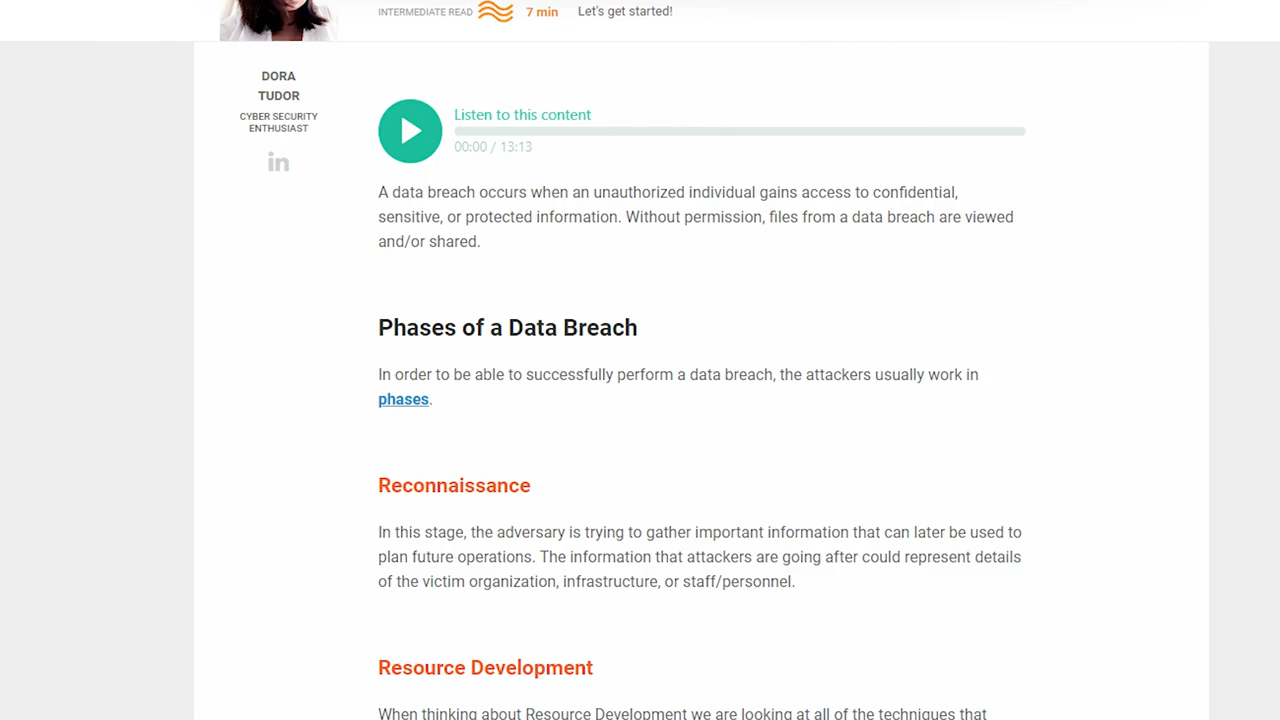 INTERMEDIATE READ 7 min Let's get started!
DORA
TUDOR
CYBER SECURITY
ENTHUSIAST
in
Listen to this content
00:00 / 13:13
A data breach occurs when an unauthorized individual gains access to confidential,
sensitive, or protected information. Without permission, files from a data breach are viewed
and/or shared.
Phases of a Data Breach
In order to be able to successfully perform a data breach, the attackers usually work in
phases.
Reconnaissance
In this stage, the adversary is trying to gather important information that can later be used to
plan future operations. The information that attackers are going after could represent details
of the victim organization, infrastructure, or staff/personnel.
Resource Development
When thinking about Resource Development we are looking at all of the techniques that